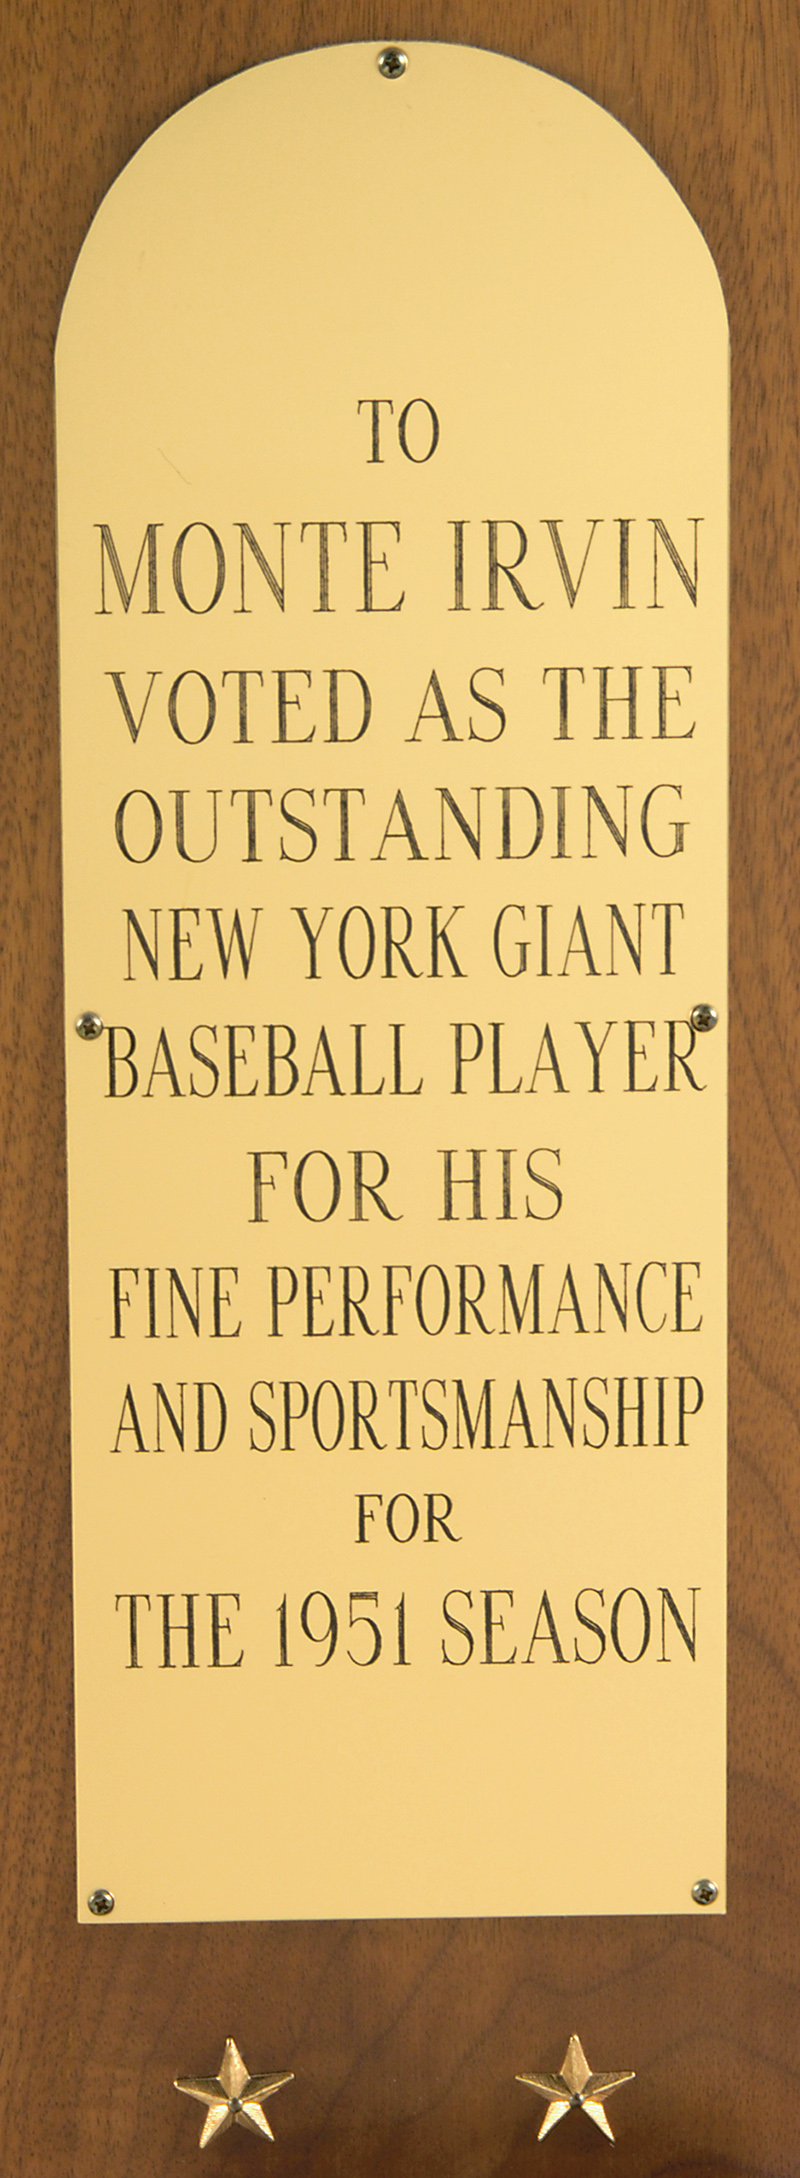 TO
MONTE IRVIN
VOTED AS THE
OUTSTANDING
NEW YORK GIANT
BASEBALL PLAYER
FOR HIS
FINE PERFORMANCE
AND SPORTSMANSHIP
FOR
THE 1951 SEASON